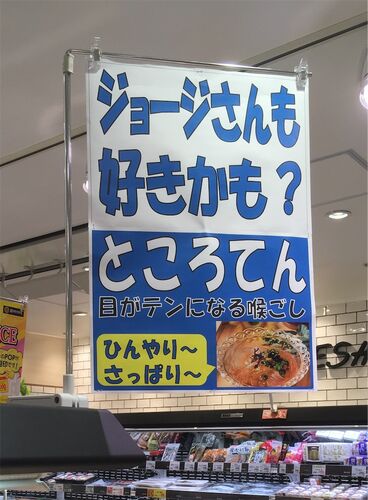 ジョージさんも
好きかも？
ところてん
目がテンになる喉ごし
ひんやり～
さっぱり～